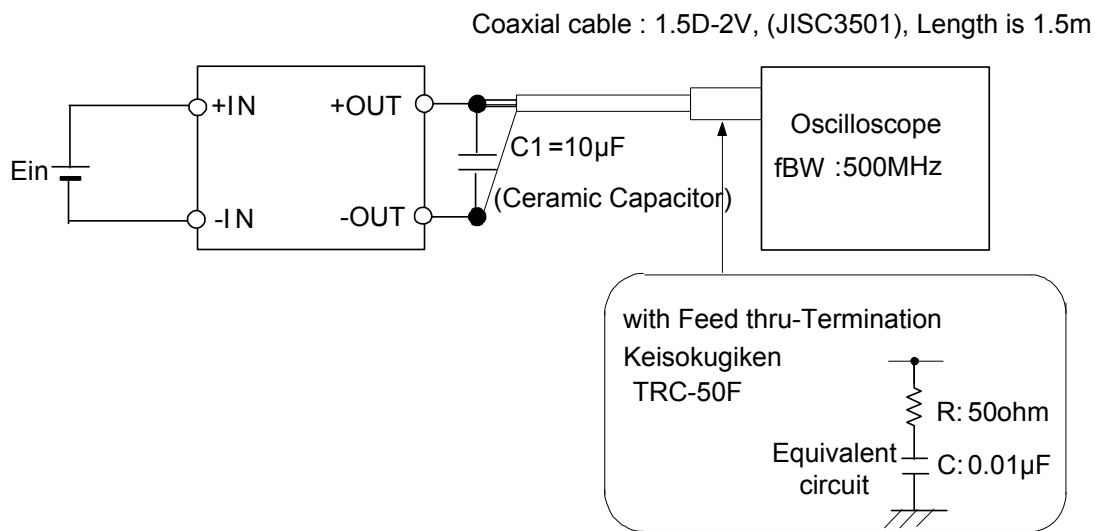 Coaxial cable : 1.5D-2V, (JISC3501), Length is 1.5m
+IN
+OUT
Ein
-IN
-OUT
C1=10µF
(Ceramic Capacitor)
Oscilloscope
fBW :500MHz
with Feed thru-Termination
Keisokugiken
TRC-50F
R: 50ohm
Equivalent
circuit
C: 0.01µF